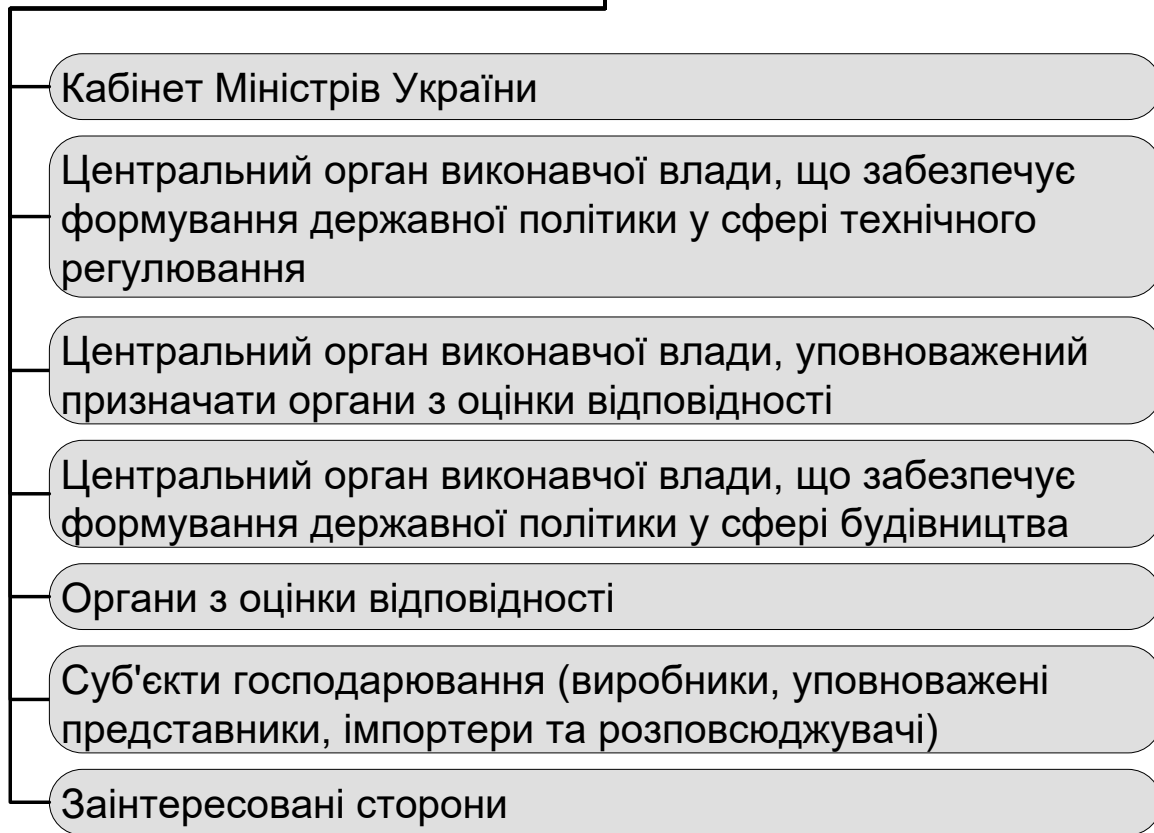 Кабінет Міністрів України
Центральний орган виконавчої влади, що забезпечує
формування державної політики у сфері технічного
регулювання
Центральний орган виконавчої влади, уповноважений
призначати органи з оцінки відповідності
Центральний орган виконавчої влади, що забезпечує
формування державної політики у сфері будівництва
Органи з оцінки відповідності
Суб'єкти господарювання (виробники, уповноважені
представники, імпортери та розповсюджувачі)
Заінтересовані сторони